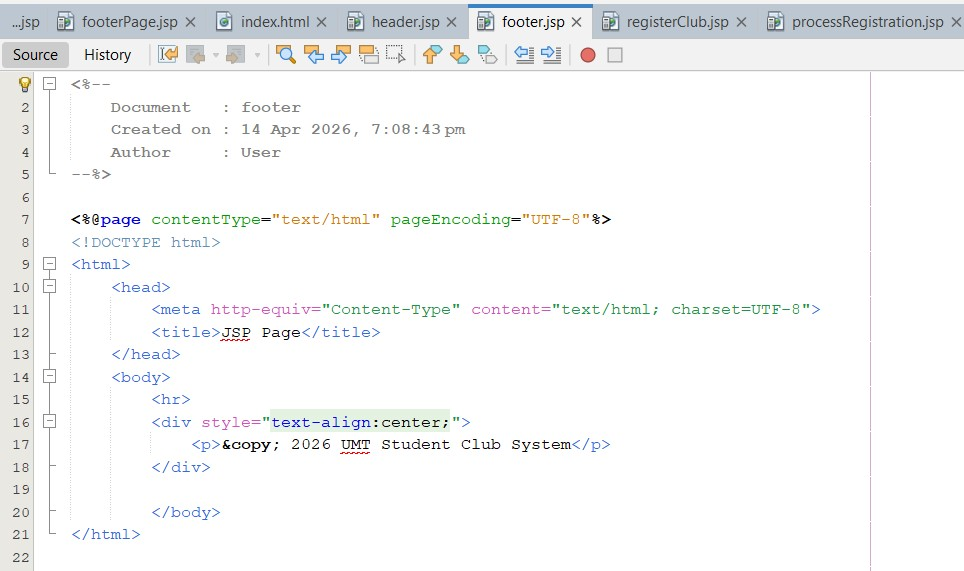 ...jsp footerPage.jsp index.html header.jsp footer.jsp registerClub.jsp processRegistration.jsp
Source History
<%--
2     Document   : footer
3     Created on : 14 Apr 2026, 7:08:43 pm
4     Author     : User
5 --%>
6
7 <%@page contentType="text/html" pageEncoding="UTF-8"%>
8 <!DOCTYPE html>
9 <html>
10     <head>
11         <meta http-equiv="Content-Type" content="text/html; charset=UTF-8">
12         <title>JSP Page</title>
13     </head>
14     <body>
15         <hr>
16         <div style="text-align:center;">
17             <p>&copy; 2026 UMT Student Club System</p>
18         </div>
19
20         </body>
21 </html>
22